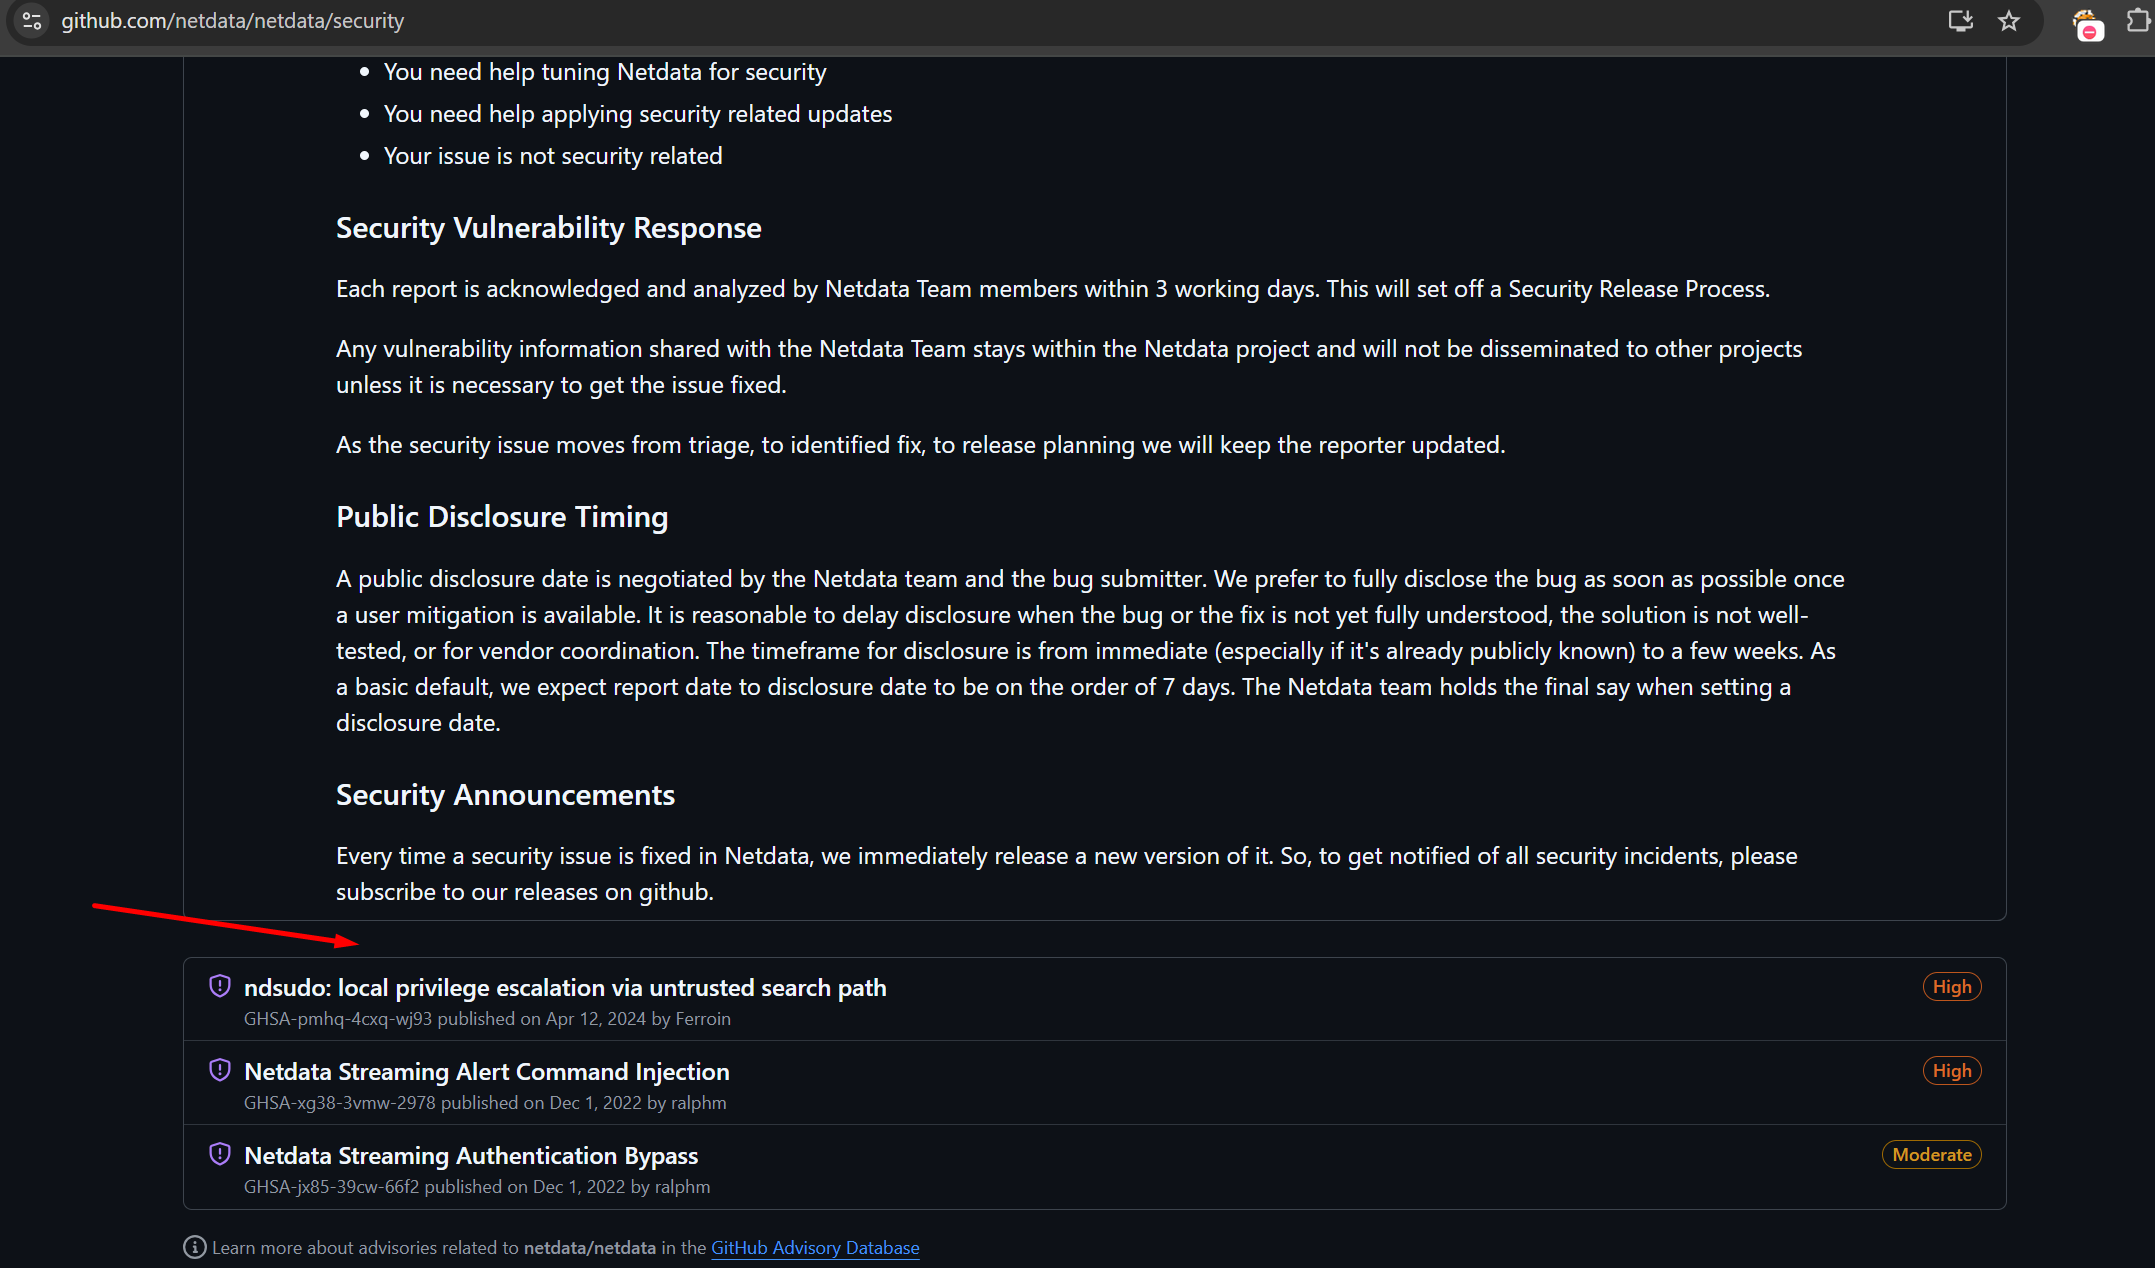 github.com/netdata/netdata/security
You need help tuning Netdata for security
You need help applying security related updates
Your issue is not security related
Security Vulnerability Response
Each report is acknowledged and analyzed by Netdata Team members within 3 working days. This will set off a Security Release Process.
Any vulnerability information shared with the Netdata Team stays within the Netdata project and will not be disseminated to other projects
unless it is necessary to get the issue fixed.
As the security issue moves from triage, to identified fix, to release planning we will keep the reporter updated.
Public Disclosure Timing
A public disclosure date is negotiated by the Netdata team and the bug submitter. We prefer to fully disclose the bug as soon as possible once
a user mitigation is available. It is reasonable to delay disclosure when the bug or the fix is not yet fully understood, the solution is not well-
tested, or for vendor coordination. The timeframe for disclosure is from immediate (especially if it's already publicly known) to a few weeks. As
a basic default, we expect report date to disclosure date to be on the order of 7 days. The Netdata team holds the final say when setting a
disclosure date.
Security Announcements
Every time a security issue is fixed in Netdata, we immediately release a new version of it. So, to get notified of all security incidents, please
subscribe to our releases on github.
ndsudo: local privilege escalation via untrusted search path
High
GHSA-pmhq-4cxq-wj93 published on Apr 12, 2024 by Ferroin
Netdata Streaming Alert Command Injection
High
GHSA-xg38-3vmw-2978 published on Dec 1, 2022 by ralphm
Netdata Streaming Authentication Bypass
Moderate
GHSA-jx85-39cw-66f2 published on Dec 1, 2022 by ralphm
Learn more about advisories related to netdata/netdata in the GitHub Advisory Database